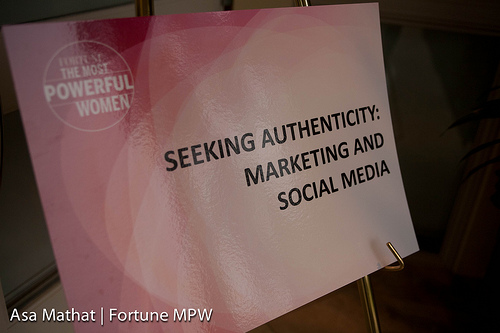 FORTUNE
THE MOST
POWERFUL
WOMEN
SEEKING AUTHENTICITY:
MARKETING AND
SOCIAL MEDIA
Asa Mathat | Fortune MPW